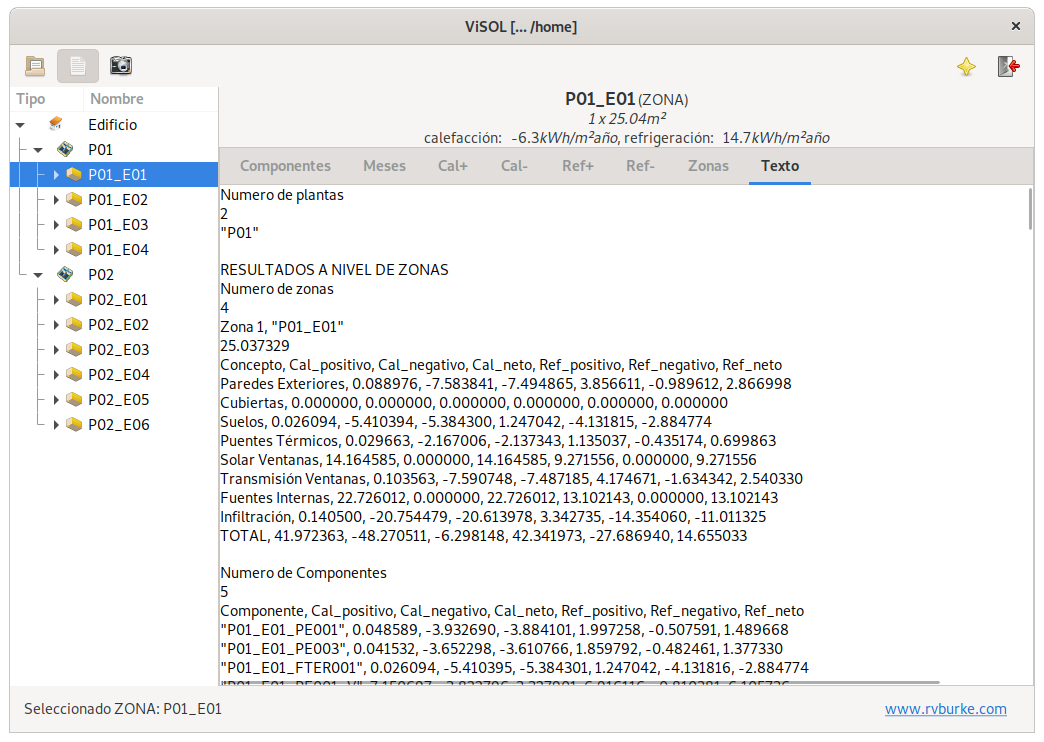 ViSOL [... /home]
Tipo Nombre
Edificio
P01
P01_E01
P01_E02
P01_E03
P01_E04
P02
P02_E01
P02_E02
P02_E03
P02_E04
P02_E05
P02_E06
P01_E01 (ZONA)
1 x 25.04m²
calefacción: -6.3kWh/m²año, refrigeración: 14.7kWh/m²año
Componentes Meses Cal+ Cal- Ref+ Ref- Zonas Texto
Numero de plantas
2
"P01"
RESULTADOS A NIVEL DE ZONAS
Numero de zonas
4
Zona 1, "P01_E01"
25.037329
Concepto, Cal_positivo, Cal_negativo, Cal_neto, Ref_positivo, Ref_negativo, Ref_neto
Paredes Exteriores, 0.088976, -7.583841, -7.494865, 3.856611, -0.989612, 2.866998
Cubiertas, 0.000000, 0.000000, 0.000000, 0.000000, 0.000000, 0.000000
Suelos, 0.026094, -5.410394, -5.384300, 1.247042, -4.131815, -2.884774
Puentes Térmicos, 0.029663, -2.167006, -2.137343, 1.135037, -0.435174, 0.699863
Solar Ventanas, 14.164585, 0.000000, 14.164585, 9.271556, 0.000000, 9.271556
Transmisión Ventanas, 0.103563, -7.590748, -7.487185, 4.174671, -1.634342, 2.540330
Fuentes Internas, 22.726012, 0.000000, 22.726012, 13.102143, 0.000000, 13.102143
Infiltración, 0.140500, -20.754479, -20.613978, 3.342735, -14.354060, -11.011325
TOTAL, 41.972363, -48.270511, -6.298148, 42.341973, -27.686940, 14.655033
Numero de Componentes
5
Componente, Cal_positivo, Cal_negativo, Cal_neto, Ref_positivo, Ref_negativo, Ref_neto
"P01_E01_PE001", 0.048589, -3.932690, -3.884101, 1.997258, -0.507591, 1.489668
"P01_E01_PE003", 0.041532, -3.652298, -3.610766, 1.859792, -0.482461, 1.377330
"P01_E01_FTER001", 0.026094, -5.410395, -5.384301, 1.247042, -4.131816, -2.884774
Seleccionado ZONA: P01_E01
www.rvburke.com